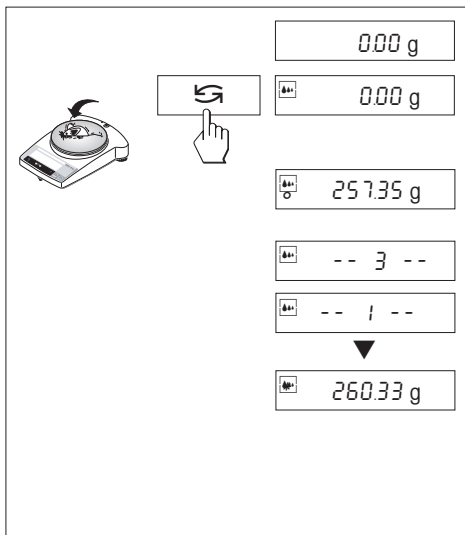 0.00 g
0.00 g
257.35 g
-- 3 --
-- 1 --
260.33 g